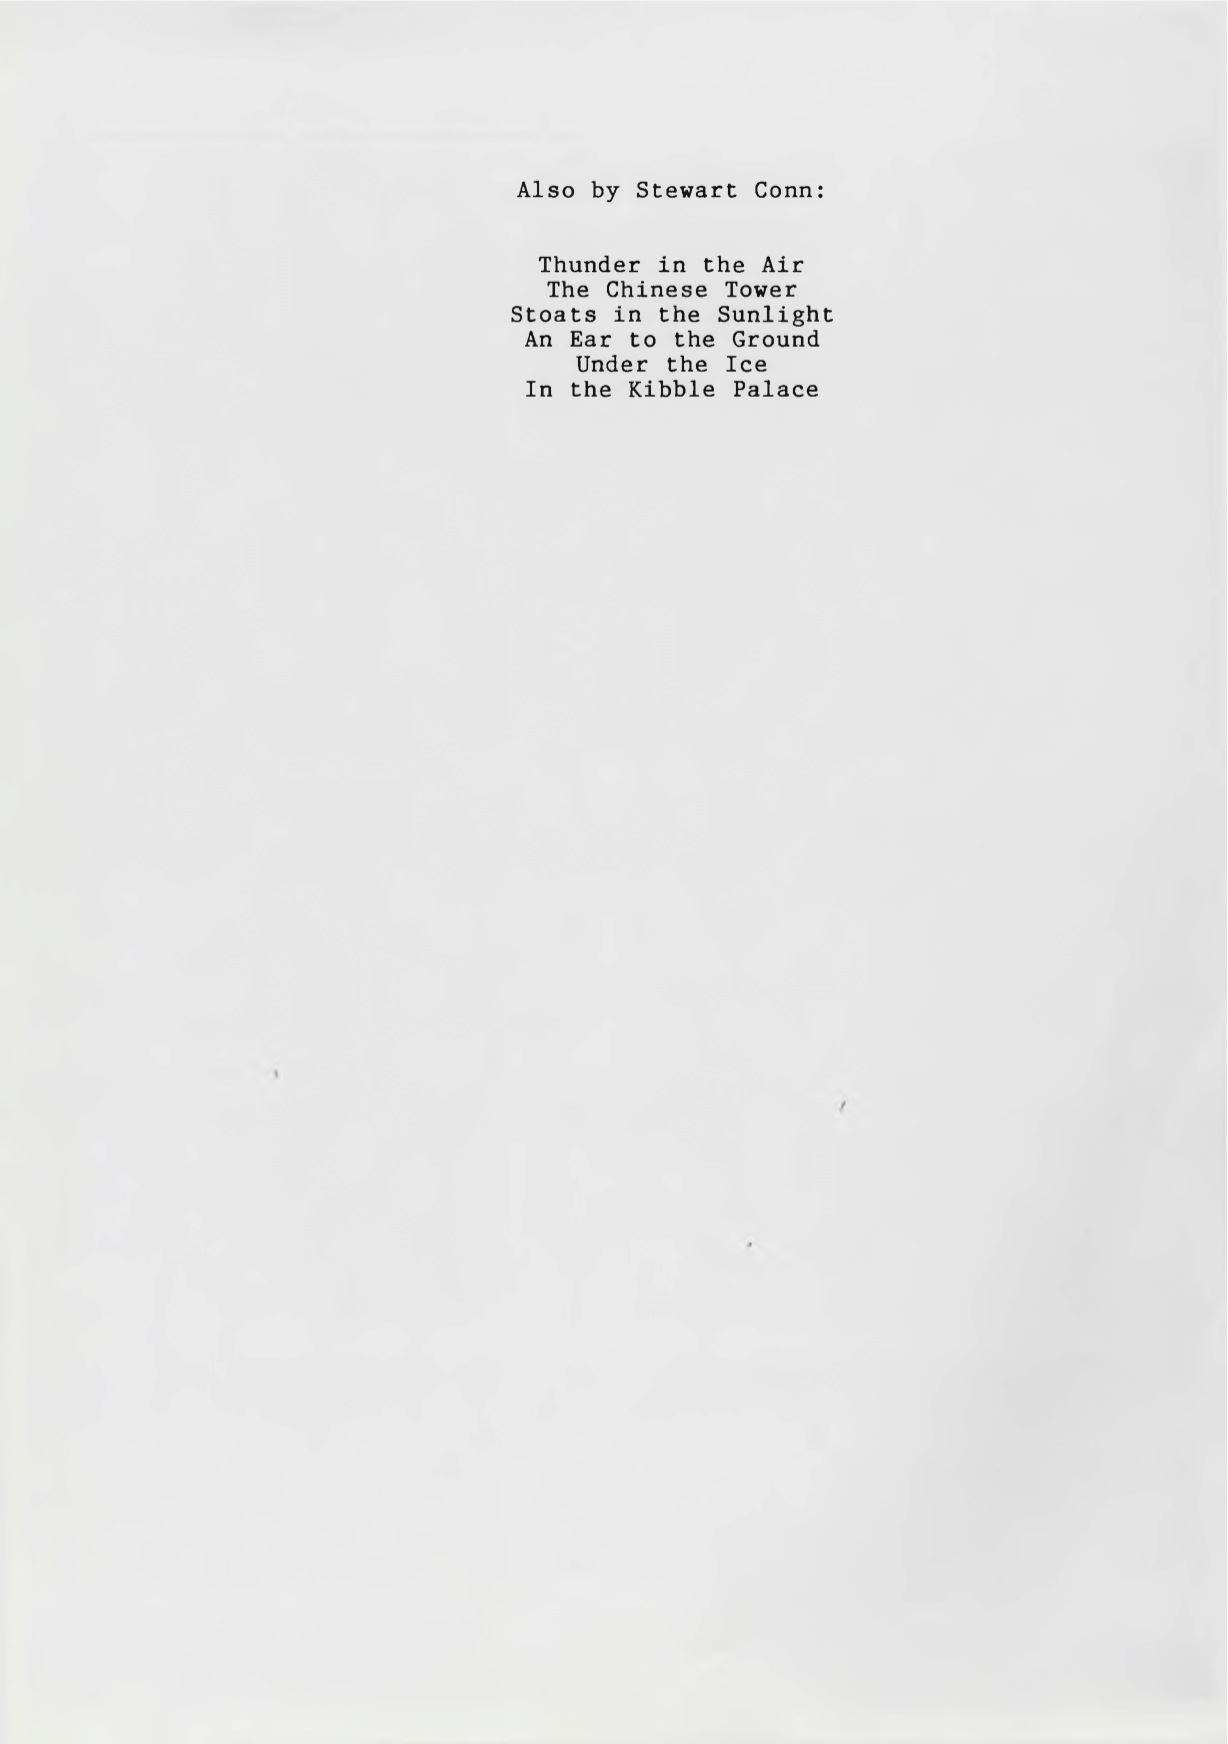 Also by Stewart Conn:
Thunder in the Air
The Chinese Tower
Stoats in the Sunlight
An Ear to the Ground
Under the Ice
In the Kibble Palace